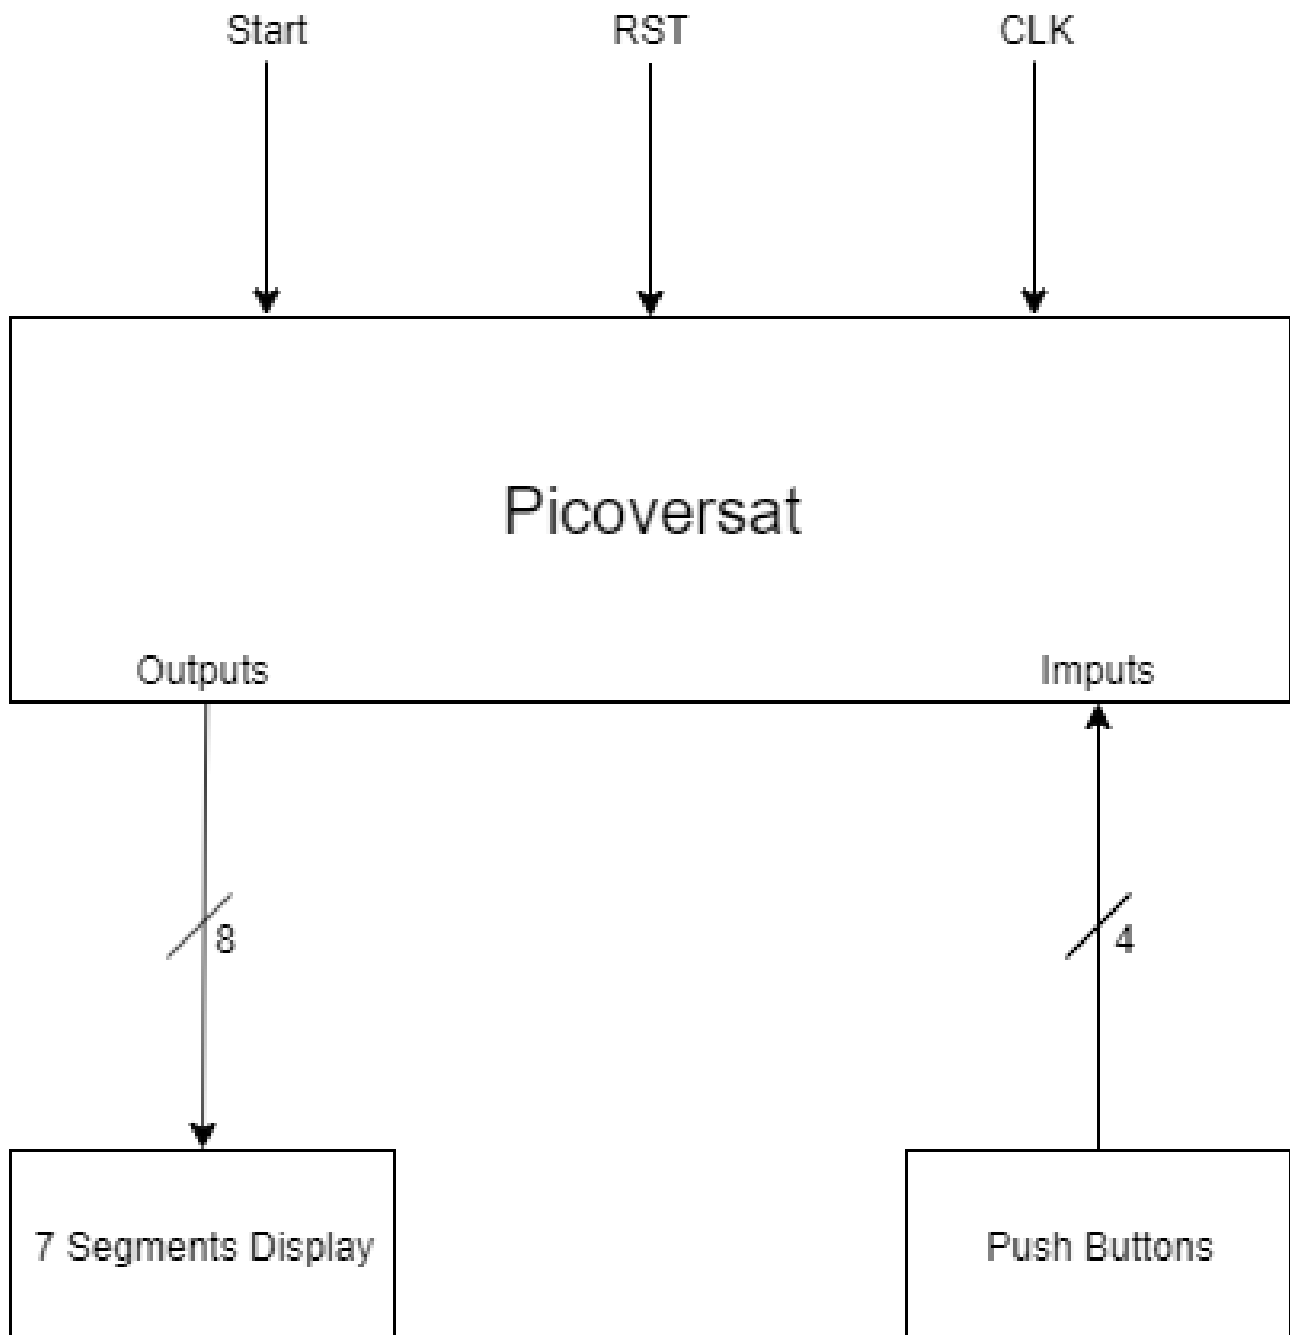 Start
RST
CLK
Picoversat
Outputs
Imputs
8
4
7 Segments Display
Push Buttons